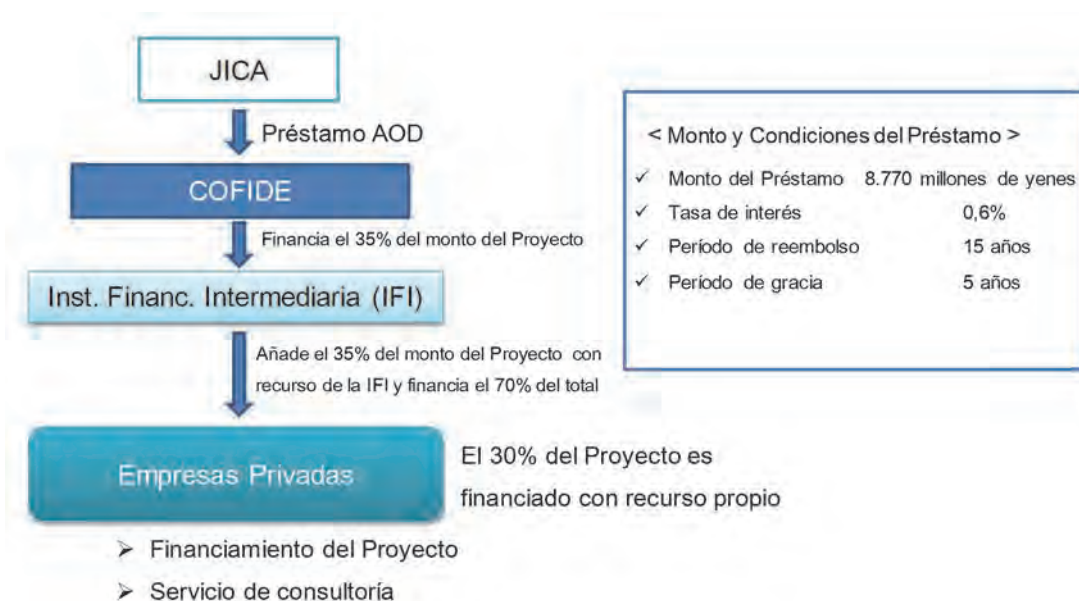 JICA
Préstamo AOD
COFIDE
Financia el 35% del monto del Proyecto
Inst. Financ. Intermediaria (IFI)
Añade el 35% del monto del Proyecto con
recurso de la IFI y financia el 70% del total
Empresas Privadas
El 30% del Proyecto es
financiado con recurso propio
➢ Financiamiento del Proyecto
➢ Servicio de consultoría
< Monto y Condiciones del Préstamo >
✓ Monto del Préstamo 8.770 millones de yenes
✓ Tasa de interés 0,6%
✓ Período de reembolso 15 años
✓ Período de gracia 5 años